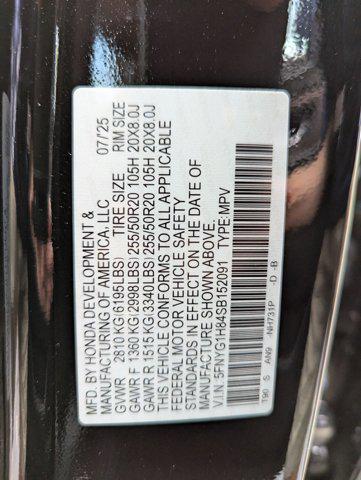 MFD. BY HONDA DEVELOPMENT &
MANUFACTURING OF AMERICA, LLC 07/25
GVWR 2810 KG(6195LBS) TIRE SIZE RIM SIZE
GAWR F 1360 KG(2998LBS) 255/50R20 105H 20X8.0J
GAWR R 1515 KG(3340LBS) 255/50R20 105H 20X8.0J
THIS VEHICLE CONFORMS TO ALL APPLICABLE
FEDERAL MOTOR VEHICLE SAFETY
STANDARDS IN EFFECT ON THE DATE OF
MANUFACTURE SHOWN ABOVE.
V.I.N. 5FNYG1H84SB152091 TYPE:MPV
T90 S AN9 -NH731P -D -B